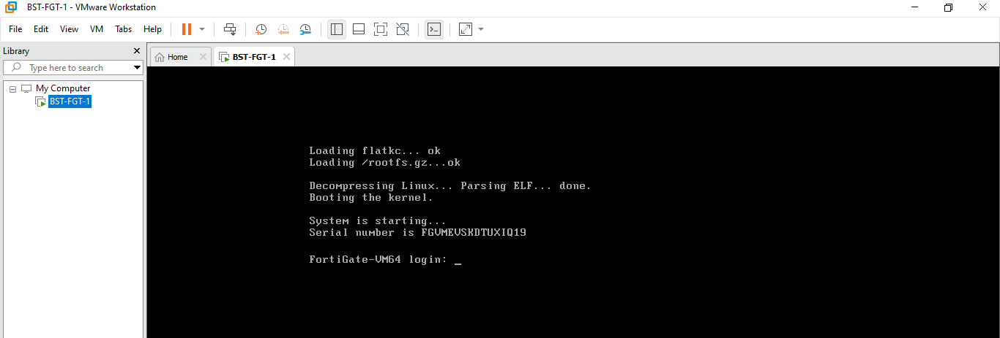 BST-FGT-1 - VMware Workstation
File Edit View VM Tabs Help
Library
Type here to search
My Computer
BST-FGT-1
Home
BST-FGT-1
Loading flatkc... ok
Loading /rootfs.gz...ok
Decompressing Linux... Parsing ELF... done.
Booting the kernel.
System is starting...
Serial number is FGVMEVSKDTUXIQ19
FortiGate-VM64 login: _